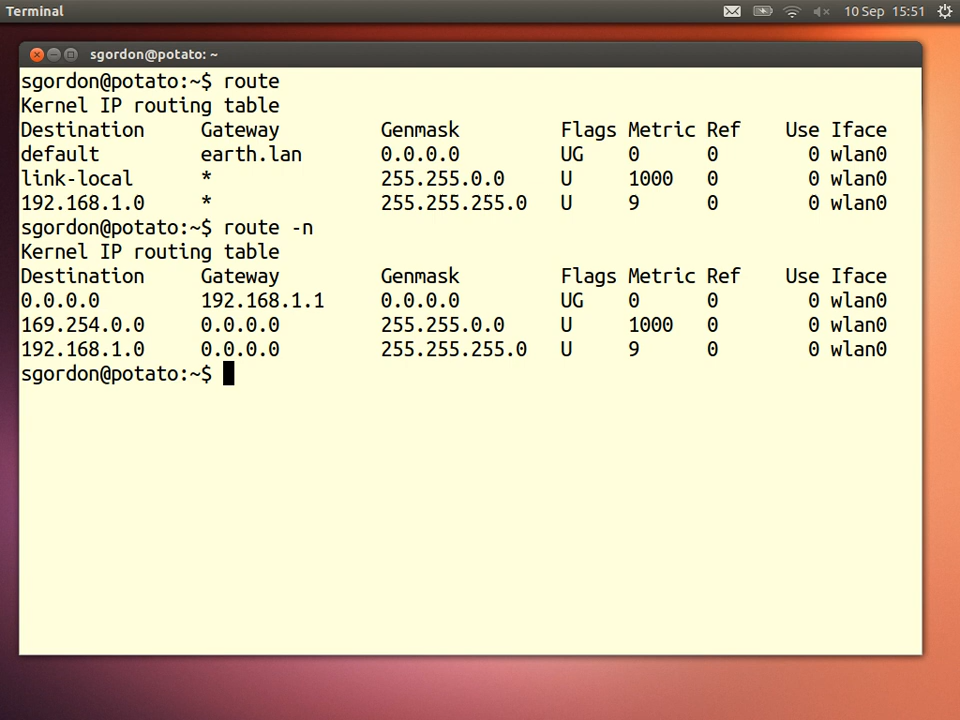 Terminal 10 Sep 15:51
sgordon@potato: ~
sgordon@potato:~$ route
Kernel IP routing table
Destination Gateway Genmask Flags Metric Ref Use Iface
default earth.lan 0.0.0.0 UG 0 0 0 wlan0
link-local * 255.255.0.0 U 1000 0 0 wlan0
192.168.1.0 * 255.255.255.0 U 9 0 0 wlan0
sgordon@potato:~$ route -n
Kernel IP routing table
Destination Gateway Genmask Flags Metric Ref Use Iface
0.0.0.0 192.168.1.1 0.0.0.0 UG 0 0 0 wlan0
169.254.0.0 0.0.0.0 255.255.0.0 U 1000 0 0 wlan0
192.168.1.0 0.0.0.0 255.255.255.0 U 9 0 0 wlan0
sgordon@potato:~$